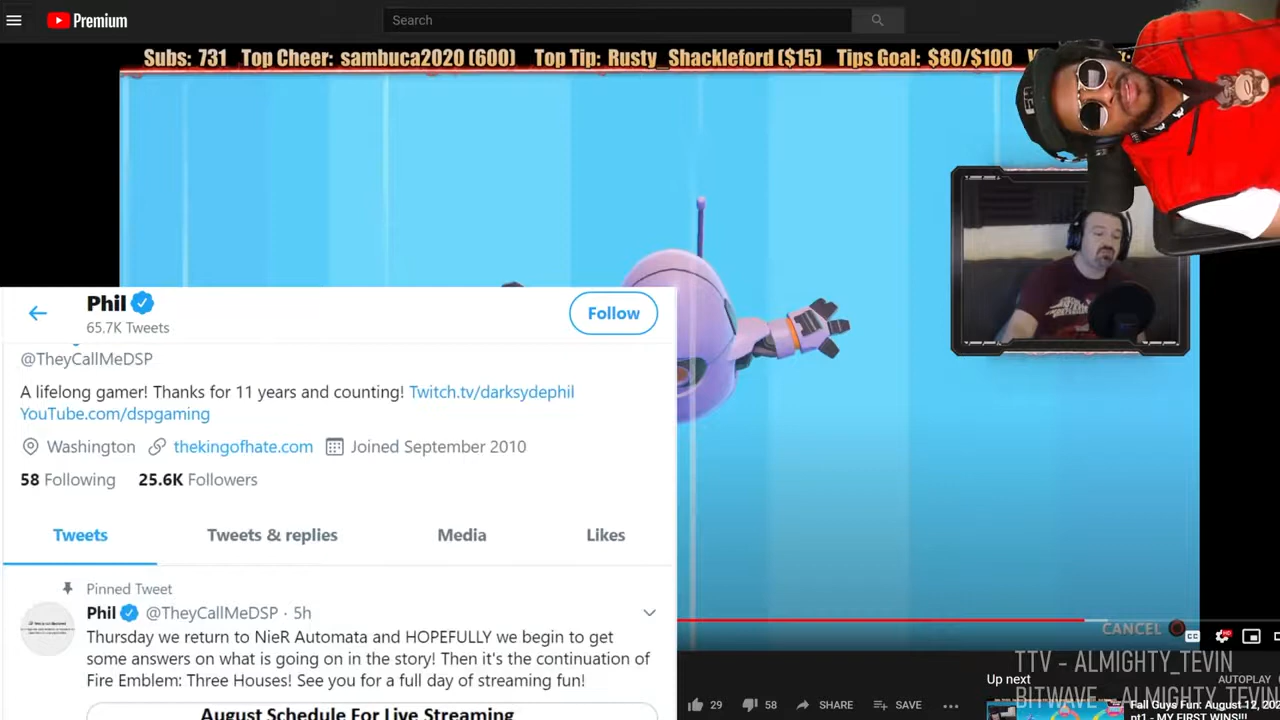 Premium
Search
Subs: 731 Top Cheer: sambuca2020 (600) Top Tip: Rusty_Shackleford ($15) Tips Goal: $80/$100
Phil
65.7K Tweets
Follow
@TheyCallMeDSP
A lifelong gamer! Thanks for 11 years and counting! Twitch.tv/darksydephil
YouTube.com/dspgaming
Washington thekingofhate.com Joined September 2010
58 Following 25.6K Followers
Tweets Tweets & replies Media Likes
Pinned Tweet
Phil @TheyCallMeDSP · 5h
Thursday we return to NieR Automata and HOPEFULLY we begin to get
some answers on what is going on in the story! Then it's the continuation of
Fire Emblem: Three Houses! See you for a full day of streaming fun!
August Schedule For Live Streaming
CANCEL
CC HD
29 58 SHARE SAVE
TTV - ALMIGHTY_TEVIN
Up next AUTOPLAY
BITWAVE - ALMIGHTY_TEVIN
Fall Guys Fun: August 12, 202
pt1 - MY FIRST WINS!!!